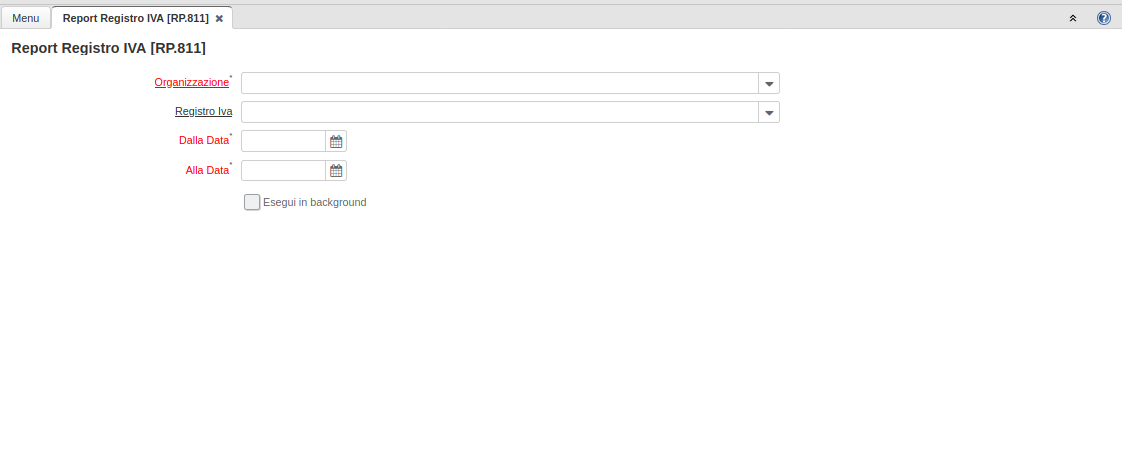 Menu
Report Registro IVA [RP.811]
Report Registro IVA [RP.811]
Organizzazione*
Registro Iva
Dalla Data*
Alla Data*
Esegui in background